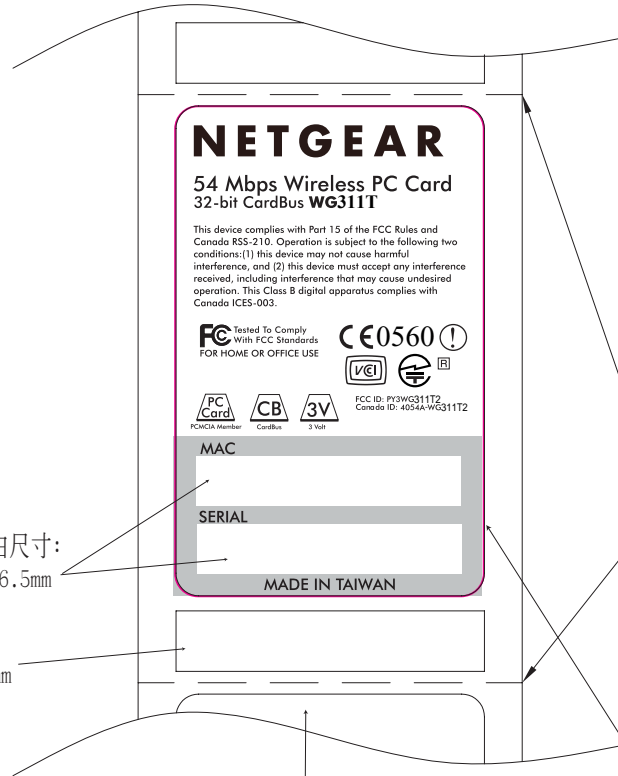 NETGEAR
54 Mbps Wireless PC Card
32-bit CardBus WG311T
This device complies with Part 15 of the FCC Rules and
Canada RSS-210. Operation is subject to the following two
conditions:(1) this device may not cause harmful
interference, and (2) this device must accept any interference
received, including interference that may cause undesired
operation. This Class B digital apparatus complies with
Canada ICES-003.
FC Tested To Comply
With FCC Standards
FOR HOME OR OFFICE USE
CE0560!
VCI
R
FCC ID: PY3WG311T2
Canada ID: 4054A-WG311T2
PC
Card
PCMCIA Member
CB
CardBus
3V
3 Volt
MAC
SERIAL
MADE IN TAIWAN
尺寸:
6.5mm
m